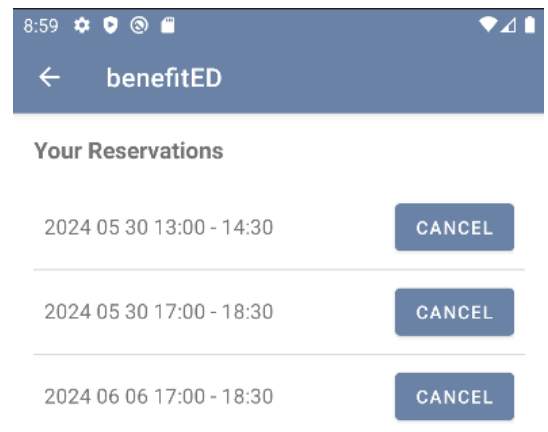 8:59
benefitED
Your Reservations
2024 05 30 13:00 - 14:30 CANCEL
2024 05 30 17:00 - 18:30 CANCEL
2024 06 06 17:00 - 18:30 CANCEL